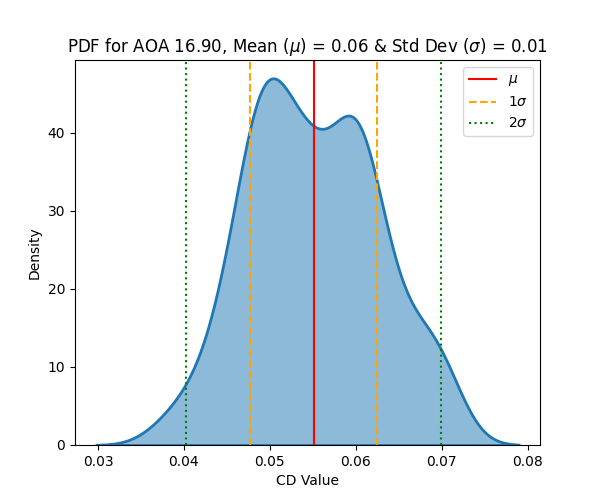 PDF for AOA 16.90, Mean (μ) = 0.06 & Std Dev (σ) = 0.01
μ
1σ
2σ
40
30
20
10
0
Density
0.03 0.04 0.05 0.06 0.07 0.08
CD Value